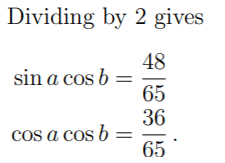 Dividing by 2 gives
sin a cos b = 48/65
cos a cos b = 36/65 .